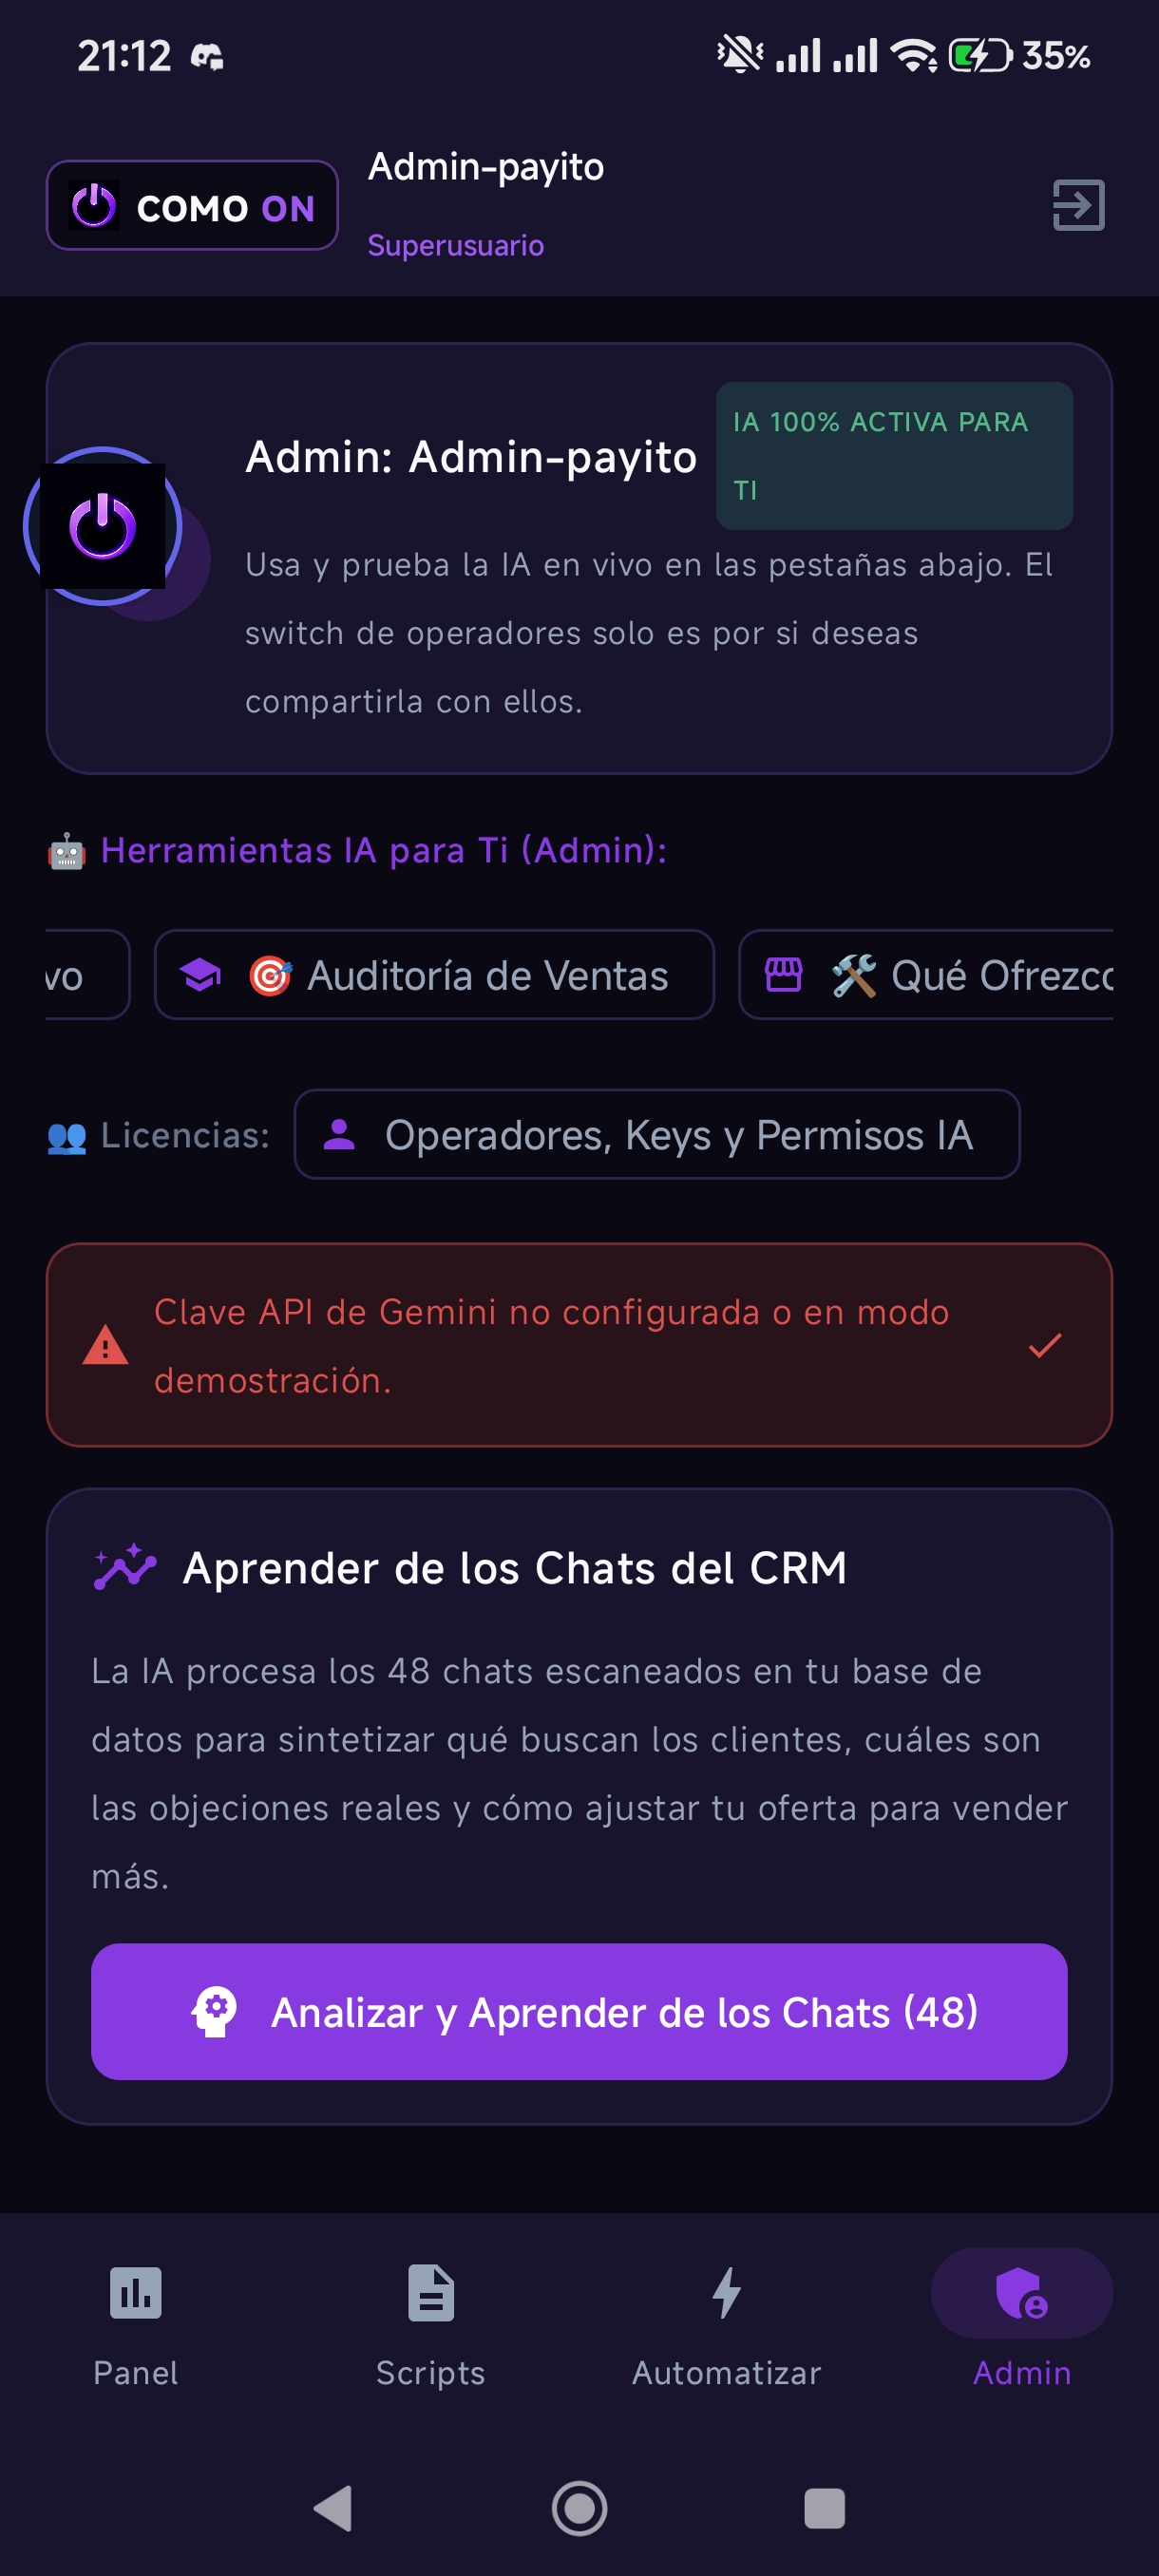 21:12
35%
COMO ON
Admin-payito
Superusuario
Admin: Admin-payito
IA 100% ACTIVA PARA
TI
Usa y prueba la IA en vivo en las pestañas abajo. El
switch de operadores solo es por si deseas
compartirla con ellos.
🤖 Herramientas IA para Ti (Admin):
vo
🎯 Auditoría de Ventas
🛠️ Qué Ofrezco
👥 Licencias:
Operadores, Keys y Permisos IA
Clave API de Gemini no configurada o en modo
demostración.
Aprender de los Chats del CRM
La IA procesa los 48 chats escaneados en tu base de
datos para sintetizar qué buscan los clientes, cuáles son
las objeciones reales y cómo ajustar tu oferta para vender
más.
Analizar y Aprender de los Chats (48)
Panel
Scripts
Automatizar
Admin